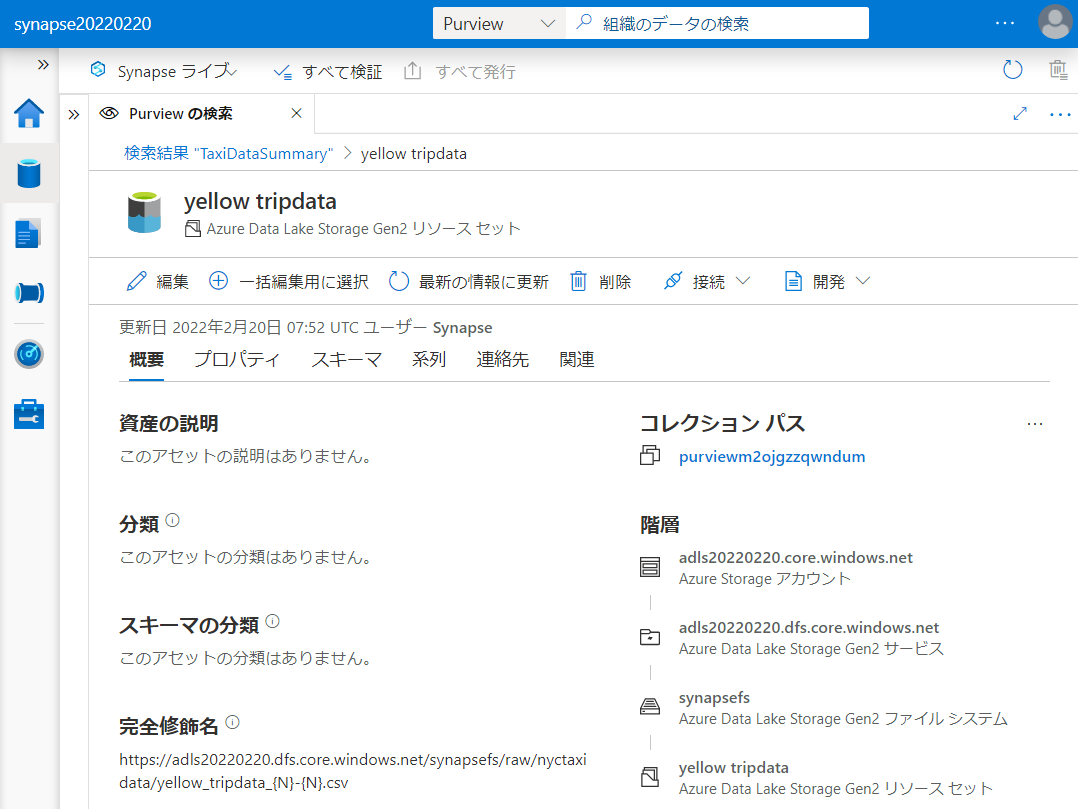 synapse20220220
Purview
組織のデータの検索
Synapse ライブ
すべて検証
すべて発行
Purview の検索
検索結果 "TaxiDataSummary" > yellow tripdata
yellow tripdata
Azure Data Lake Storage Gen2 リソース セット
編集
一括編集用に選択
最新の情報に更新
削除
接続
開発
更新日 2022年2月20日 07:52 UTC ユーザー Synapse
概要
プロパティ
スキーマ
系列
連絡先
関連
資産の説明
このアセットの説明はありません。
分類
このアセットの分類はありません。
スキーマの分類
このアセットの分類はありません。
完全修飾名
https://adls20220220.dfs.core.windows.net/synapsefs/raw/nyctaxi
data/yellow_tripdata_{N}-{N}.csv
コレクション パス
purviewm2ojgzzqwndum
階層
adls20220220.core.windows.net
Azure Storage アカウント
adls20220220.dfs.core.windows.net
Azure Data Lake Storage Gen2 サービス
synapsefs
Azure Data Lake Storage Gen2 ファイル システム
yellow tripdata
Azure Data Lake Storage Gen2 リソース セット